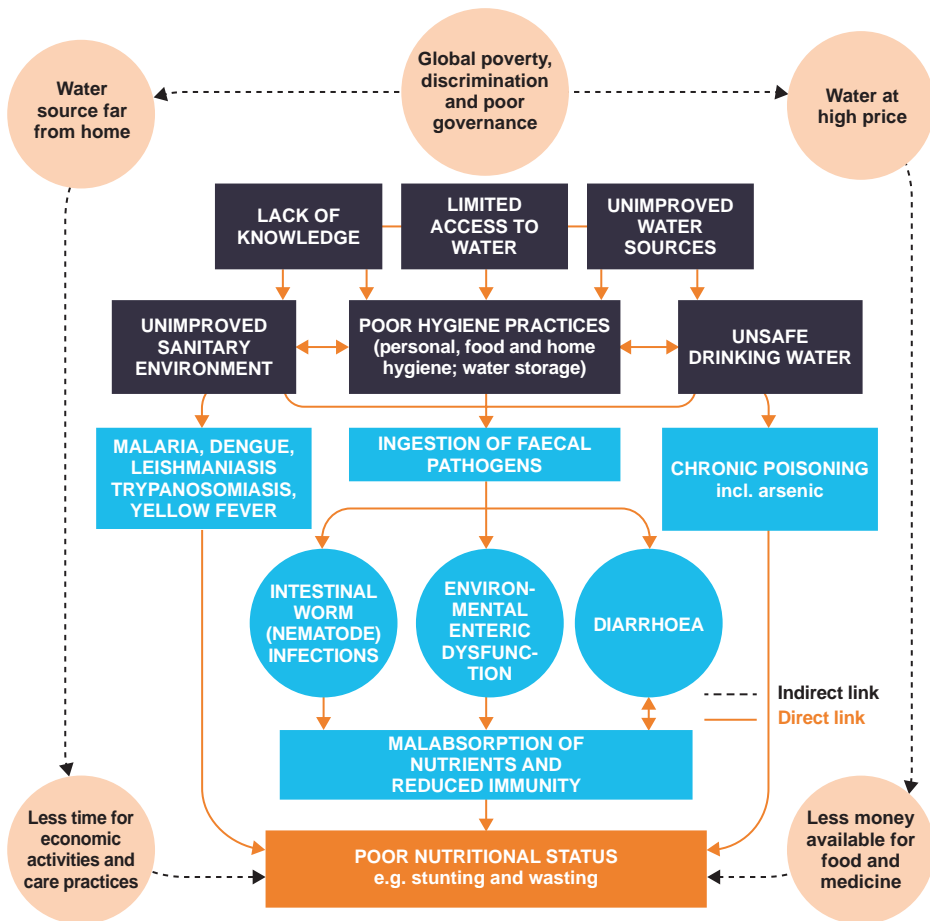 Global poverty,
discrimination
and poor
governance
Water
source far
from home
Water at
high price
LACK OF
KNOWLEDGE
LIMITED
ACCESS TO
WATER
UNIMPROVED
WATER
SOURCES
UNIMPROVED
SANITARY
ENVIRONMENT
POOR HYGIENE PRACTICES
(personal, food and home
hygiene; water storage)
UNSAFE
DRINKING WATER
MALARIA, DENGUE,
LEISHMANIASIS
TRYPANOSOMIASIS,
YELLOW FEVER
INGESTION OF FAECAL
PATHOGENS
CHRONIC POISONING
incl. arsenic
INTESTINAL
WORM
(NEMATODE)
INFECTIONS
ENVIRON-
MENTAL
ENTERIC
DYSFUNC-
TION
DIARRHOEA
Indirect link
Direct link
MALABSORPTION OF
NUTRIENTS AND
REDUCED IMMUNITY
Less time for
economic
activities and
care practices
POOR NUTRITIONAL STATUS
e.g. stunting and wasting
Less money
available for
food and
medicine